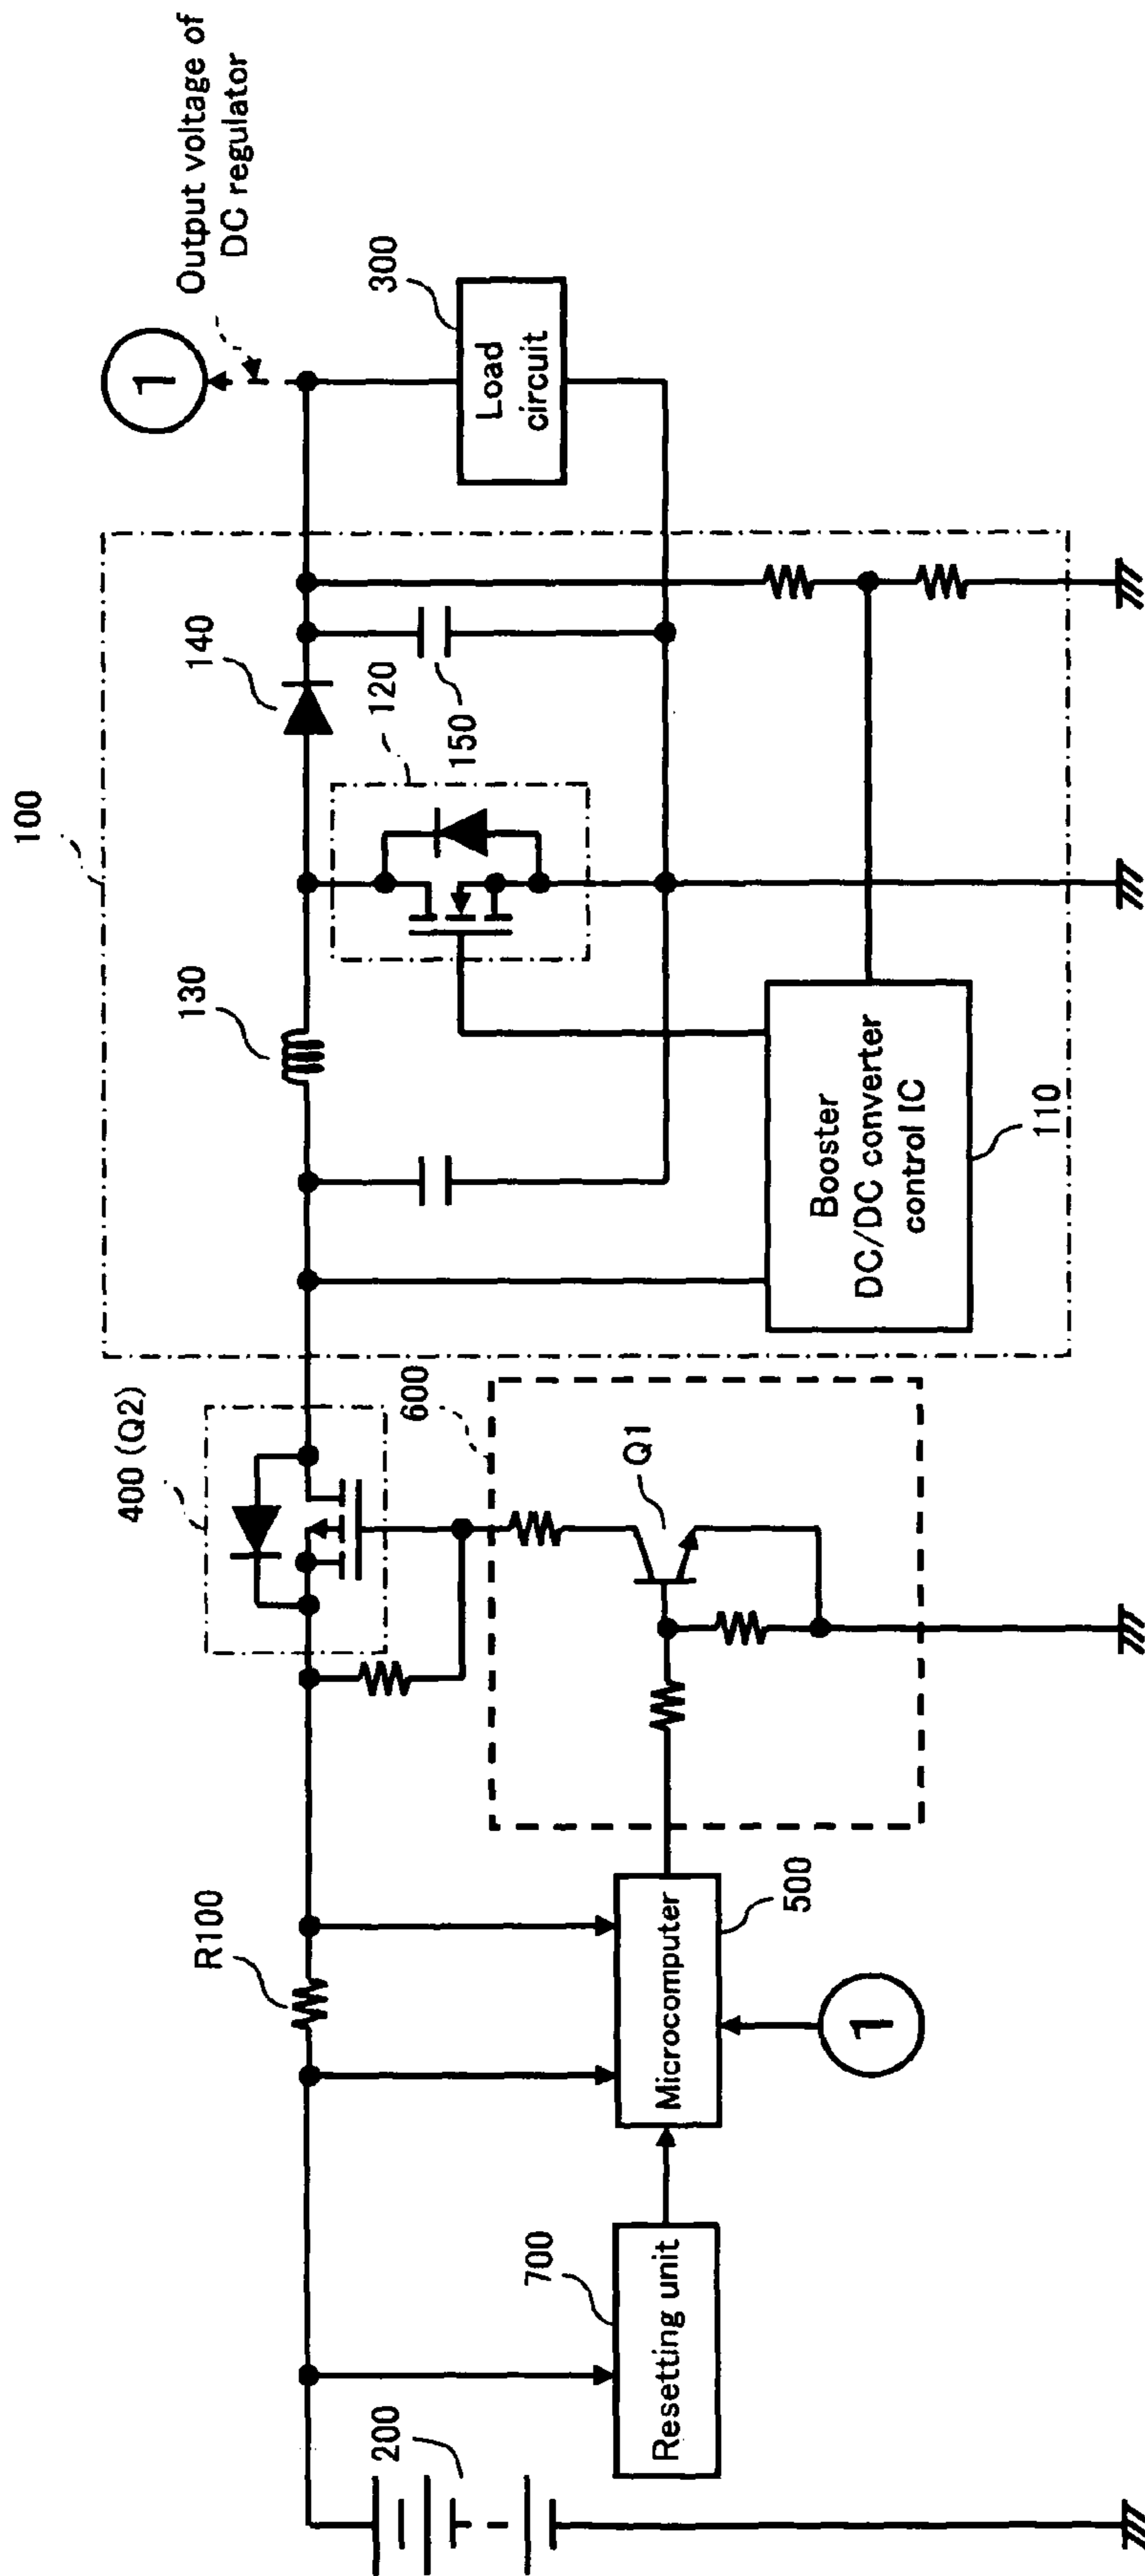 100
Output voltage of
DC regulator
1
140
130
120
150
300
Load
circuit
400 (Q2)
600
Q1
R100
Booster
DC/DC converter
control IC
110
Microcomputer
500
1
700
Resetting unit
200